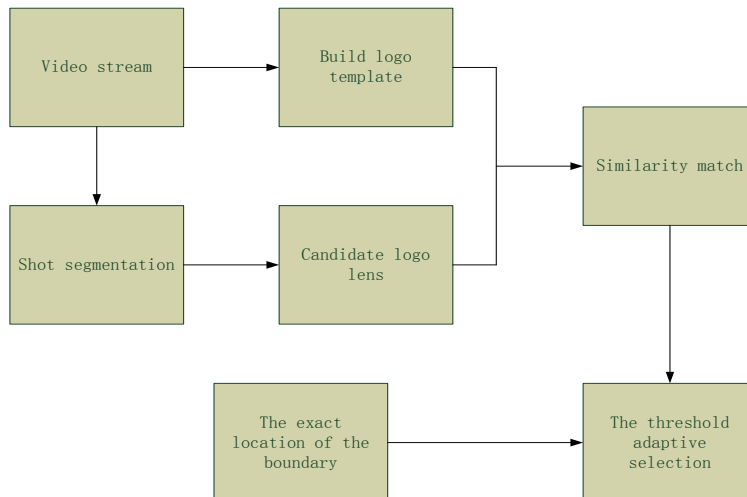 Video stream
Build logo
template
Similarity match
Shot segmentation
Candidate logo
lens
The exact
location of the
boundary
The threshold
adaptive
selection